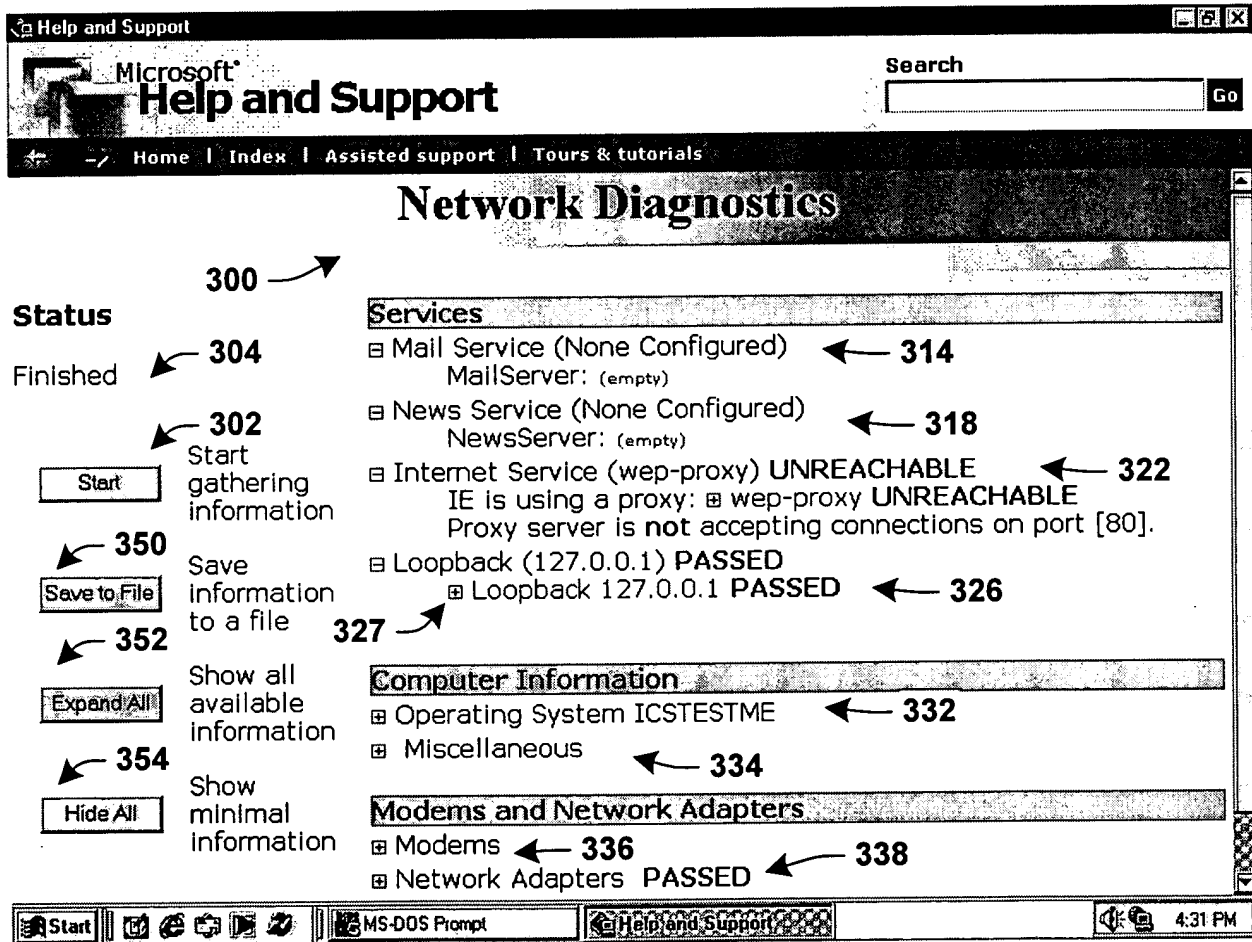 Help and Support
Microsoft
Help and Support
Search
Go
Home | Index | Assisted support | Tours & tutorials
Network Diagnostics
300
Status
304
Finished
302
Start
Start gathering information
350
Save to File
Save information to a file
352
Expand All
Show all available information
354
Hide All
Show minimal information
Services
Mail Service (None Configured) 314
MailServer: (empty)
News Service (None Configured) 318
NewsServer: (empty)
Internet Service (wep-proxy) UNREACHABLE 322
IE is using a proxy: wep-proxy UNREACHABLE
Proxy server is not accepting connections on port [80].
Loopback (127.0.0.1) PASSED
Loopback 127.0.0.1 PASSED 326
327
Computer Information
Operating System ICSTESTME 332
Miscellaneous 334
Modems and Network Adapters
Modems 336
Network Adapters PASSED 338
Start MS-DOS Prompt Help and Support 4:31 PM